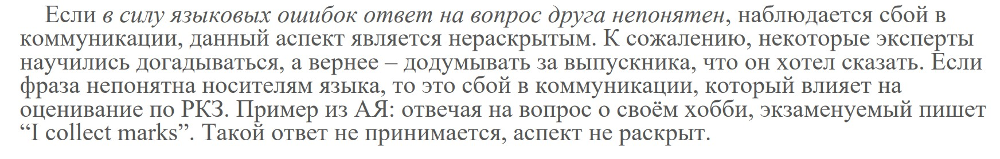 Если в силу языковых ошибок ответ на вопрос друга непонятен, наблюдается сбой в
коммуникации, данный аспект является нераскрытым. К сожалению, некоторые эксперты
научились догадываться, а вернее – додумывать за выпускника, что он хотел сказать. Если
фраза непонятна носителям языка, то это сбой в коммуникации, который влияет на
оценивание по РКЗ. Пример из АЯ: отвечая на вопрос о своём хобби, экзаменуемый пишет
“I collect marks”. Такой ответ не принимается, аспект не раскрыт.